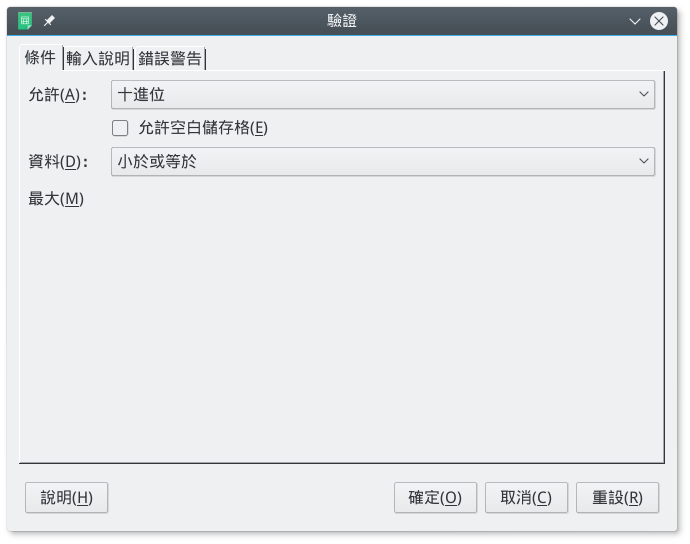 驗證
條件 輸入說明 錯誤警告
允許(A)： 十進位
允許空白儲存格(E)
資料(D)： 小於或等於
最大(M)
說明(H) 確定(O) 取消(C) 重設(R)